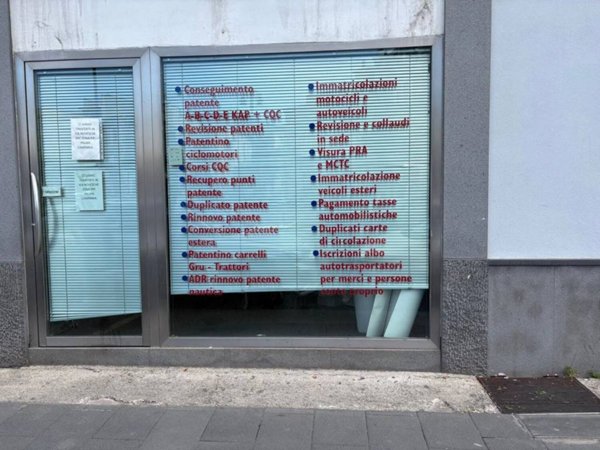 Conseguimento
patente
A-B-C-D-E KAP + CQC
Revisione patenti
Patentino
ciclomotori
Corsi CQC
Recupero punti
patente
Duplicato patente
Rinnovo patente
Conversione patente
estera
Patentino carrelli
Gru - Trattori
ADR rinnovo patente
nautica
Immatricolazioni
motocicli e
autoveicoli
Revisione e collaudi
in sede
Visura PRA
e MCTC
Immatricolazione
veicoli esteri
Pagamento tasse
automobilistiche
Duplicati carte
di circolazione
Iscrizioni albo
autotrasportatori
per merci e persone
conto proprio